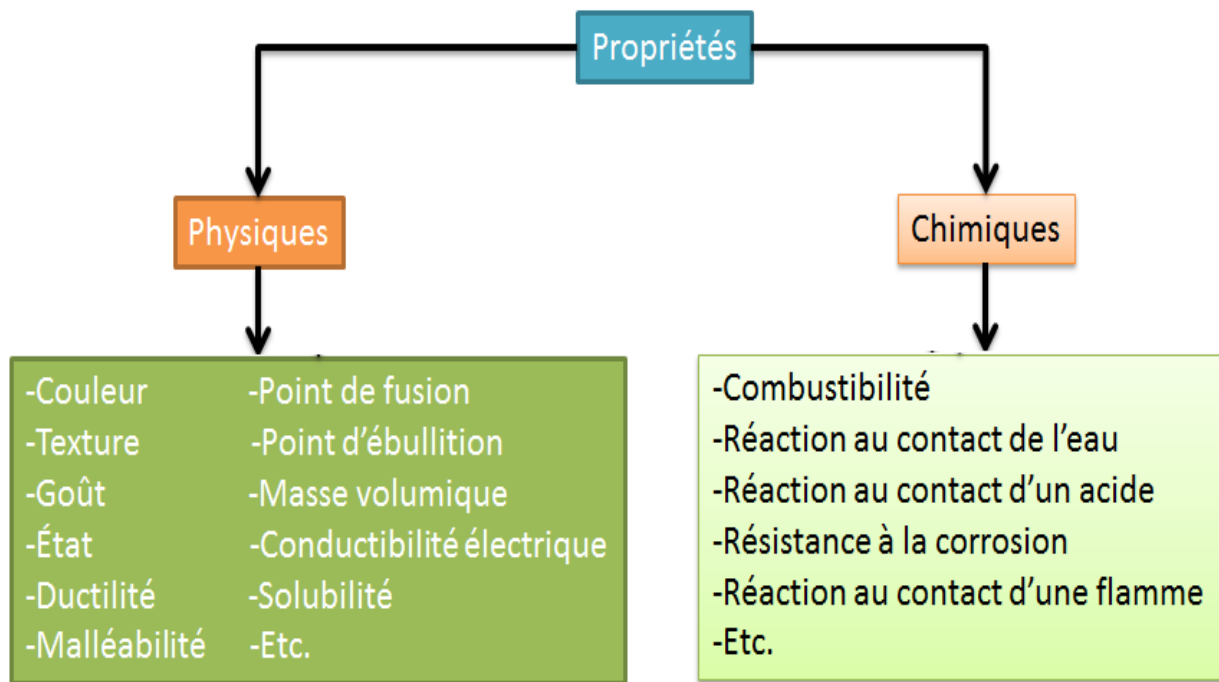 Propriétés
Physiques
Chimiques
-Couleur
-Texture
-Goût
-État
-Ductilité
-Malléabilité
-Point de fusion
-Point d’ébullition
-Masse volumique
-Conductibilité électrique
-Solubilité
-Etc.
-Combustibilité
-Réaction au contact de l’eau
-Réaction au contact d’un acide
-Résistance à la corrosion
-Réaction au contact d’une flamme
-Etc.